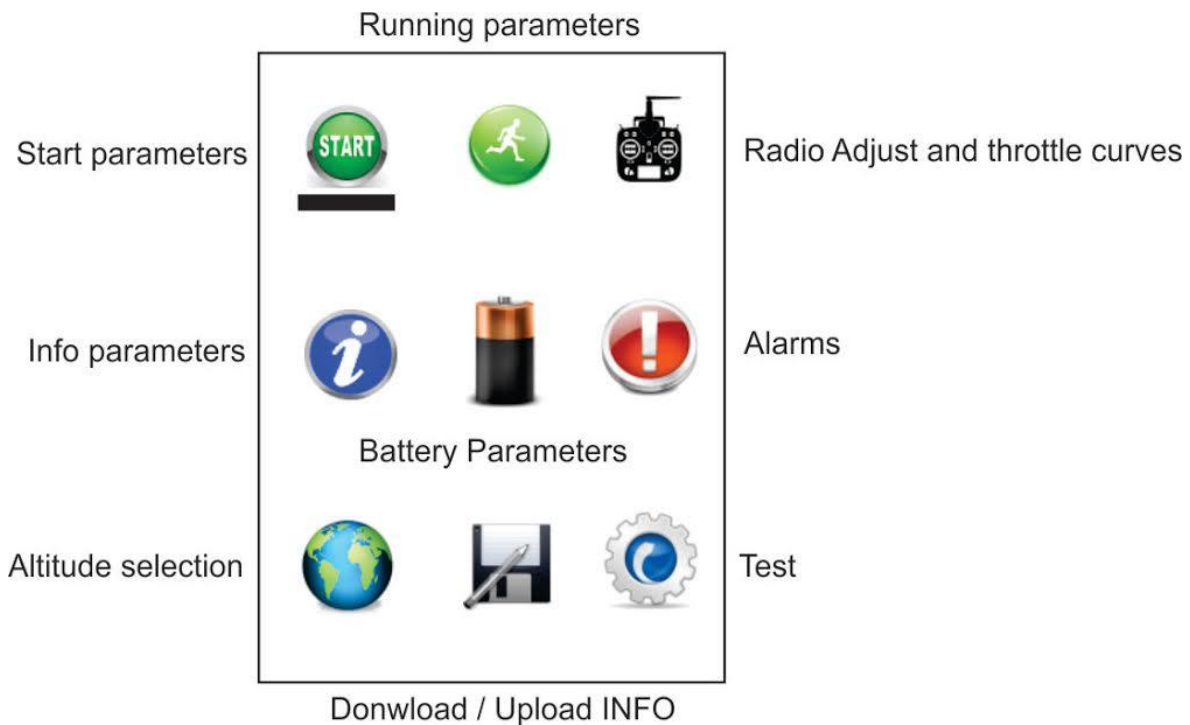 Running parameters
START
Start parameters
Radio Adjust and throttle curves
Info parameters
i
!
Alarms
Battery Parameters
Altitude selection
Test
Donwload / Upload INFO